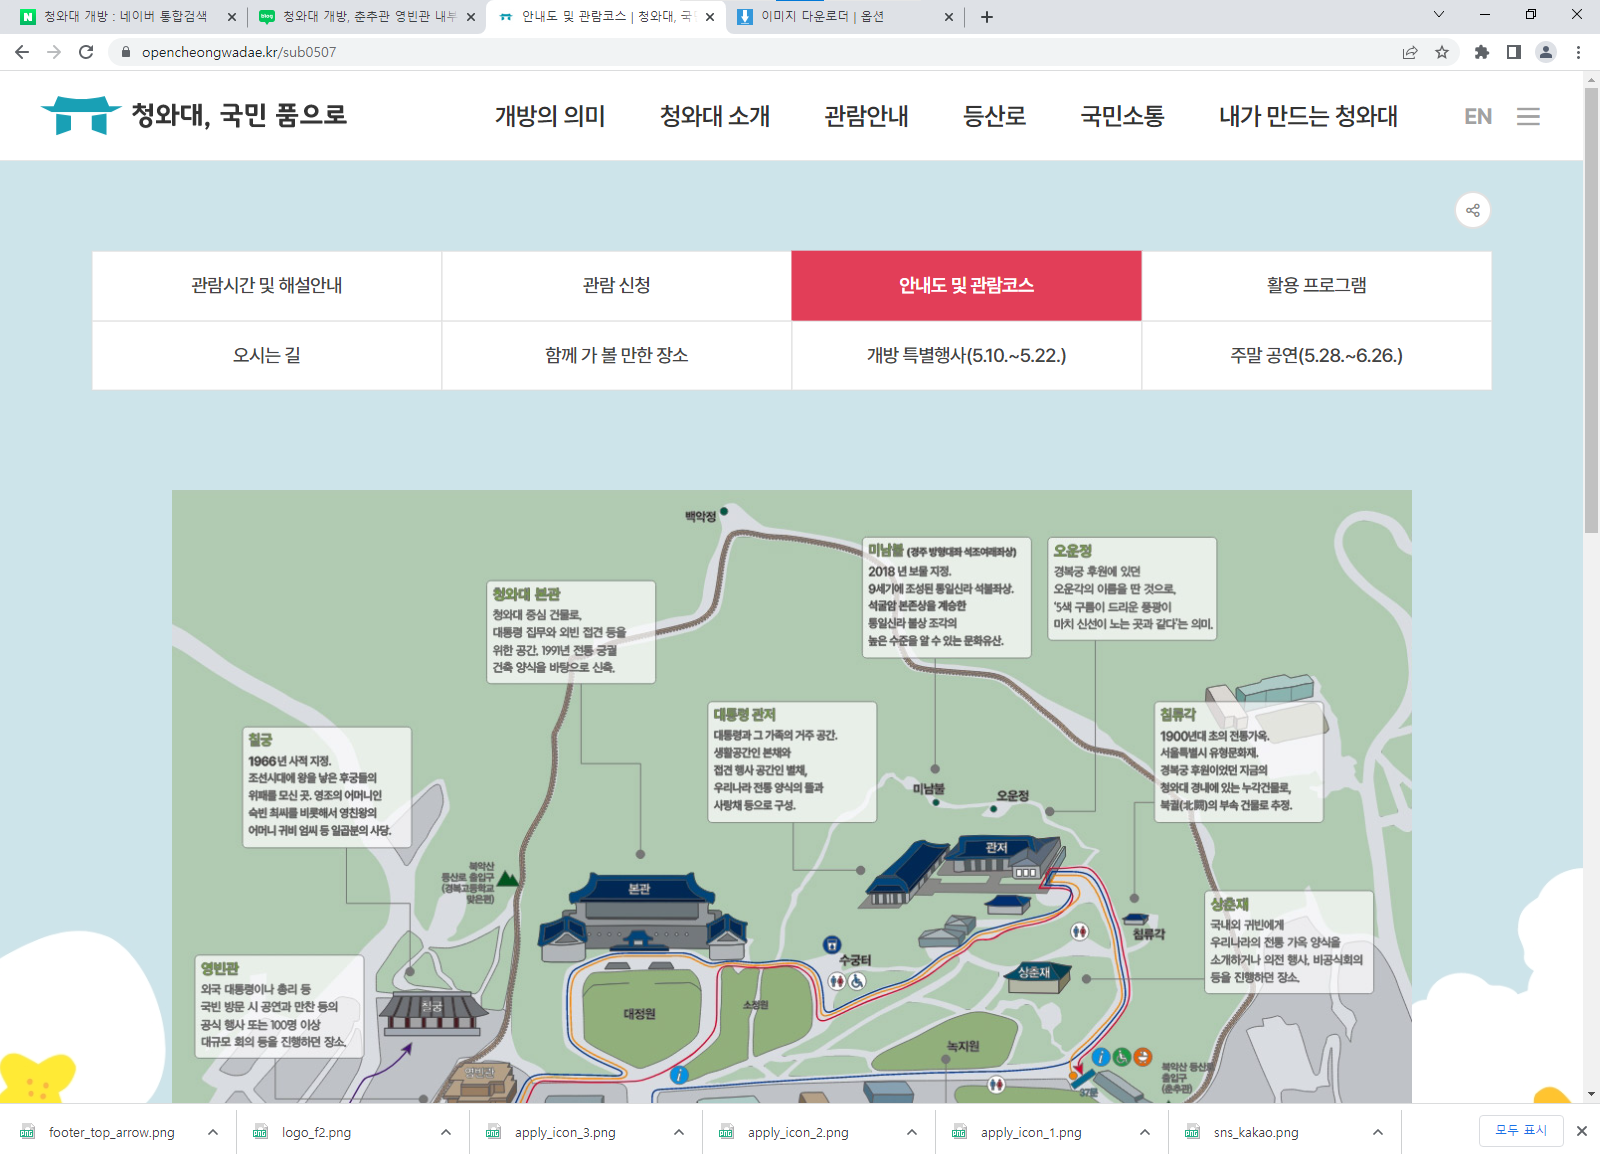 청와대 개방 : 네이버 통합검색
청와대 개방, 춘추관 영빈관 내부
안내도 및 관람코스 | 청와대, 국민
이미지 다운로더 | 옵션
opencheongwadae.kr/sub0507
청와대, 국민 품으로
개방의 의미
청와대 소개
관람안내
등산로
국민소통
내가 만드는 청와대
EN
관람시간 및 해설안내
관람 신청
안내도 및 관람코스
활용 프로그램
오시는 길
함께 가 볼 만한 장소
개방 특별행사(5.10.~5.22.)
주말 공연(5.28.~6.26.)
백악정
미남불 (경주 방형대좌 석조여래좌상)
2018년 보물 지정.
9세기에 조성된 통일신라 석불좌상.
석굴암 본존상을 계승한
통일신라 불상 조각의
높은 수준을 알 수 있는 문화유산.
오운정
경복궁 후원에 있던
오운각의 이름을 딴 것으로,
'5색 구름이 드리운 풍광이
마치 신선이 노는 곳과 같다'는 의미.
청와대 본관
청와대 중심 건물로,
대통령 집무와 외빈 접견 등을
위한 공간. 1991년 전통 궁궐
건축 양식을 바탕으로 신축.
대통령 관저
대통령과 그 가족의 거주 공간.
생활공간인 본채와
접견 행사 공간인 별채,
우리나라 전통 양식의 뜰과
사랑채 등으로 구성.
침류각
1900년대 초의 전통가옥.
서울특별시 유형문화재.
경복궁 후원이었던 지금의
청와대 경내에 있는 누각건물로,
북궐(北闕)의 부속 건물로 추정.
칠궁
1966년 사적 지정.
조선시대에 왕을 낳은 후궁들의
위패를 모신 곳. 영조의 어머니인
숙빈 최씨를 비롯해서 영친왕의
어머니 귀비 엄씨 등 일곱분의 사당.
미남불
오운정
관저
북악산
등산로 출입구
(경복고등학교
맞은편)
본관
침류각
상춘재
국내외 귀빈에게
우리나라의 전통 가옥 양식을
소개하거나 의전 행사, 비공식회의
등을 진행하던 장소.
수궁터
상춘재
영빈관
외국 대통령이나 총리 등
국빈 방문 시 공연과 만찬 등의
공식 행사 또는 100명 이상
대규모 회의 등을 진행하던 장소.
칠궁
대정원
소정원
녹지원
영빈관
37문
북악산 등산로
출입구
(춘추관)
footer_top_arrow.png
logo_f2.png
apply_icon_3.png
apply_icon_2.png
apply_icon_1.png
sns_kakao.png
모두 표시